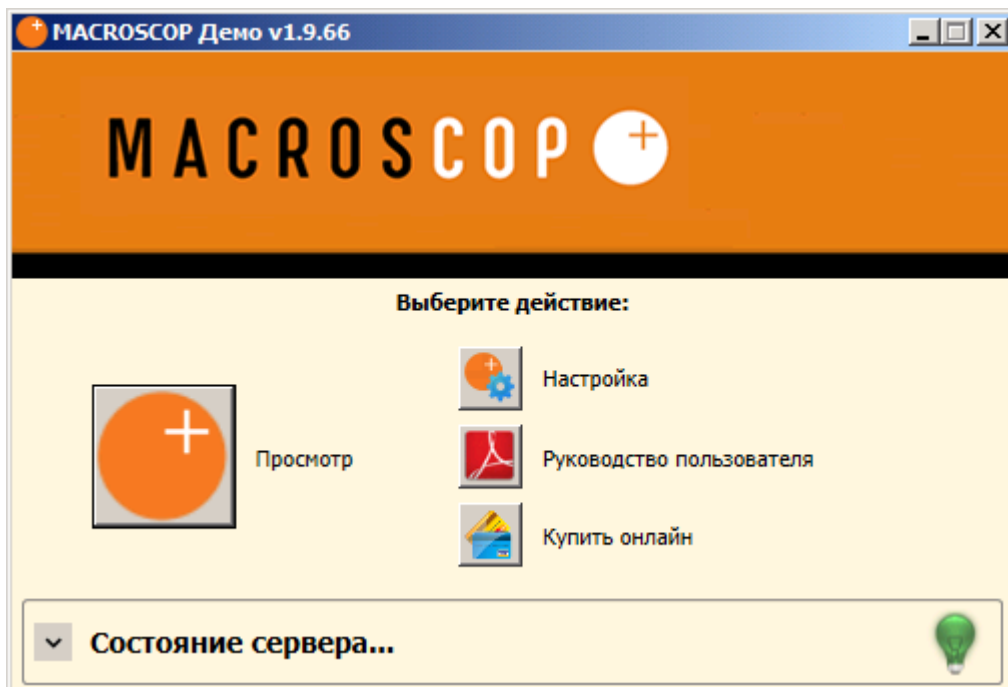 MACROSCOP Демо v1.9.66
MACROSCOP
Выберите действие:
Настройка
Просмотр
Руководство пользователя
Купить онлайн
Состояние сервера...